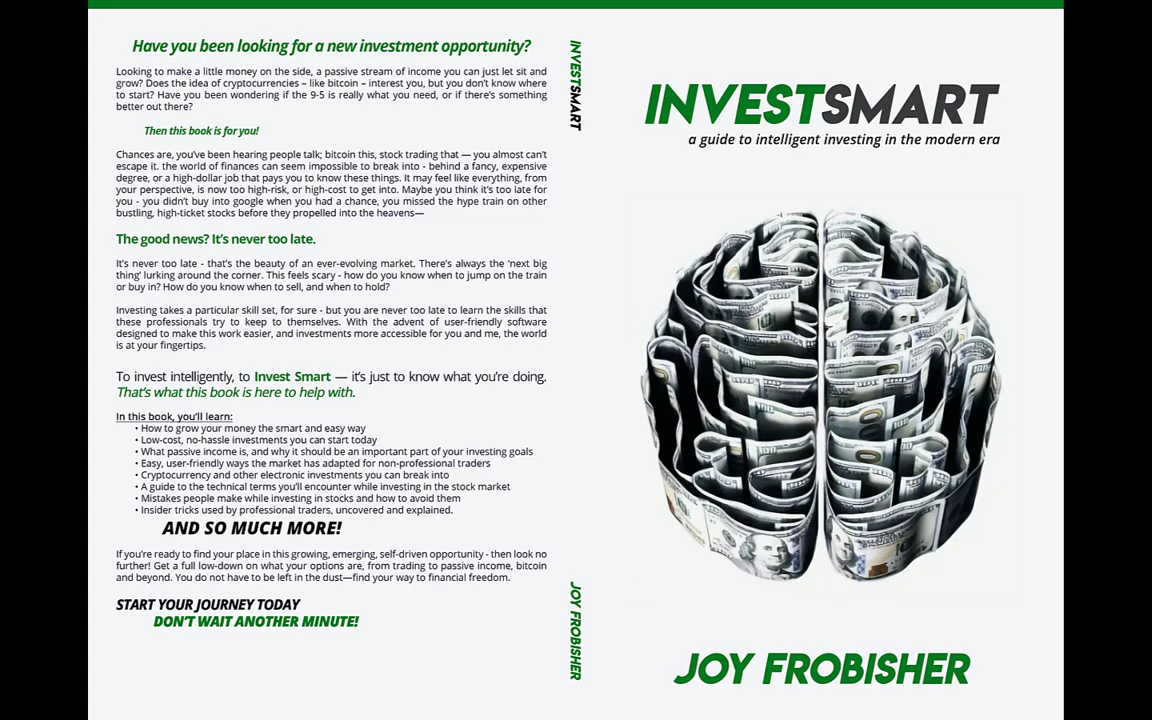 Have you been looking for a new investment opportunity?
Looking to make a little money on the side, a passive stream of income you can just let sit and
grow? Does the idea of cryptocurrencies – like bitcoin – interest you, but you don't know where
to start? Have you been wondering if the 9-5 is really what you need, or if there's something
better out there?
Then this book is for you!
Chances are, you've been hearing people talk; bitcoin this, stock trading that — you almost can't
escape it. the world of finances can seem impossible to break into - behind a fancy, expensive
degree, or a high-dollar job that pays you to know these things. It may feel like everything, from
your perspective, is now too high-risk, or high-cost to get into. Maybe you think it's too late for
you - you didn't buy into google when you had a chance, you missed the hype train on other
bustling, high-ticket stocks before they propelled into the heavens—
The good news? It's never too late.
It's never too late - that's the beauty of an ever-evolving market. There's always the 'next big
thing' lurking around the corner. This feels scary - how do you know when to jump on the train
or buy in? How do you know when to sell, and when to hold?
Investing takes a particular skill set, for sure - but you are never too late to learn the skills that
these professionals try to keep to themselves. With the advent of user-friendly software
designed to make this work easier, and investments more accessible for you and me, the world
is at your fingertips.
To invest intelligently, to Invest Smart — it's just to know what you're doing.
That's what this book is here to help with.
In this book, you'll learn:
• How to grow your money the smart and easy way
• Low-cost, no-hassle investments you can start today
• What passive income is, and why it should be an important part of your investing goals
• Easy, user-friendly ways the market has adapted for non-professional traders
• Cryptocurrency and other electronic investments you can break into
• A guide to the technical terms you'll encounter while investing in the stock market
• Mistakes people make while investing in stocks and how to avoid them
• Insider tricks used by professional traders, uncovered and explained.
AND SO MUCH MORE!
If you're ready to find your place in this growing, emerging, self-driven opportunity - then look no
further! Get a full low-down on what your options are, from trading to passive income, bitcoin
and beyond. You do not have to be left in the dust—find your way to financial freedom.
START YOUR JOURNEY TODAY
DON'T WAIT ANOTHER MINUTE!
INVESTSMART
JOY FROBISHER
INVESTSMART
a guide to intelligent investing in the modern era
JOY FROBISHER